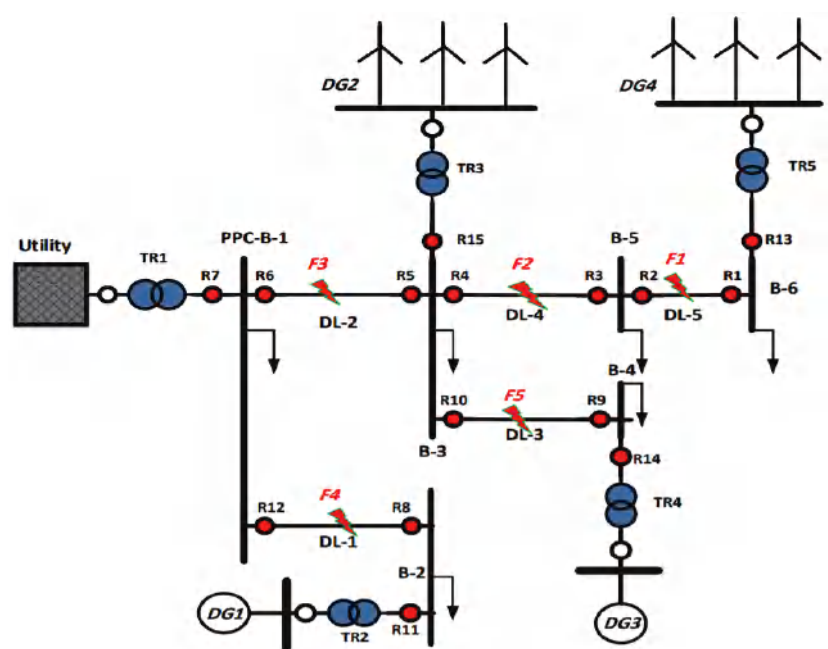 DG2
DG4
TR3
TR5
Utility
TR1
PPC-B-1
R15
B-5
R13
R7
R6
F3
R5
R4
F2
R3
R2
F1
R1
B-6
DL-2
DL-4
DL-5
B-4
R10
F5
R9
DL-3
B-3
R14
R12
F4
R8
TR4
DL-1
B-2
DG1
TR2
R11
DG3